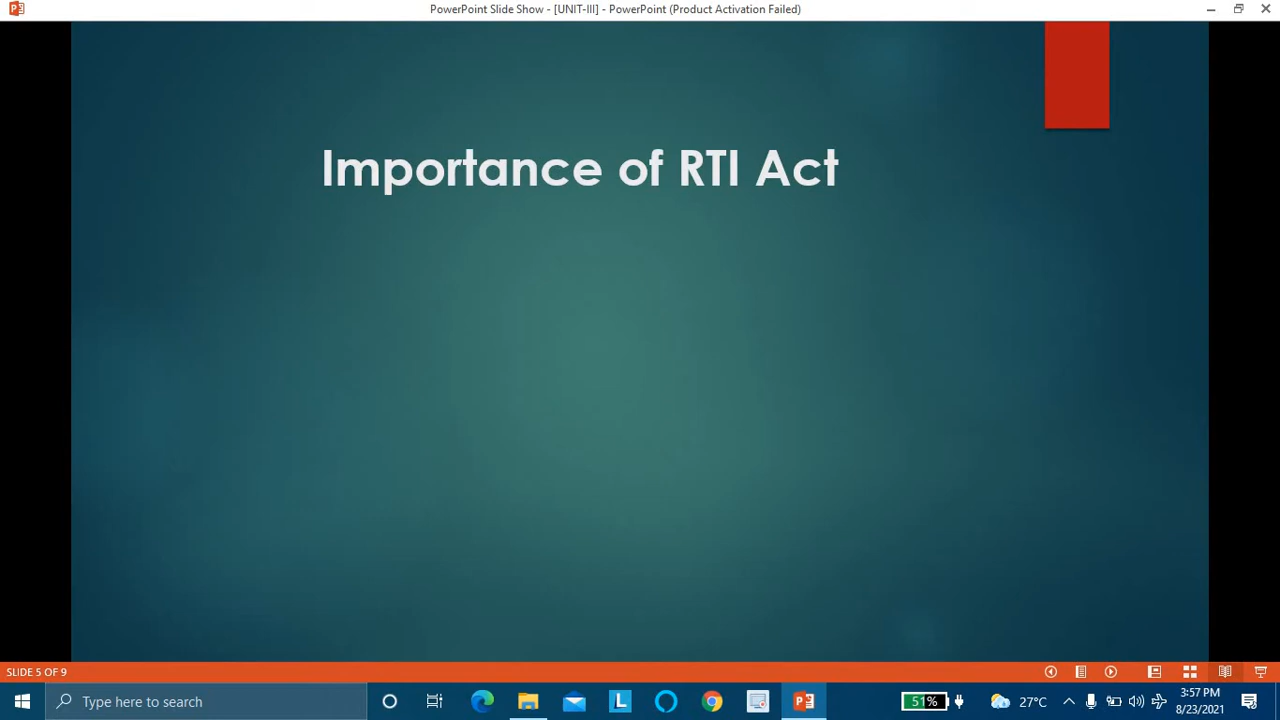 PowerPoint Slide Show - [UNIT-III] - PowerPoint (Product Activation Failed)
Importance of RTI Act
SLIDE 5 OF 9
Type here to search
L
51%
27°C
3:57 PM
8/23/2021